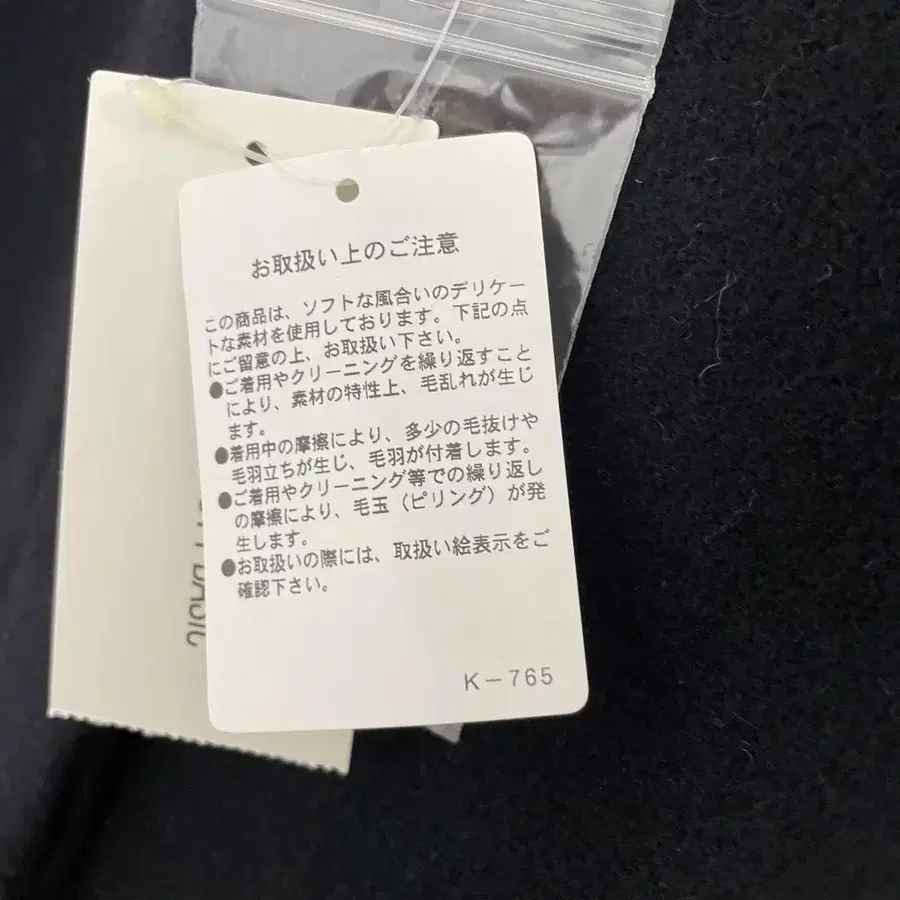 お取扱い上のご注意
この商品は、ソフトな風合いのデリケー
トな素材を使用しております。下記の点
にご留意の上、お取扱い下さい。
●ご着用やクリーニングを繰り返すこと
により、素材の特性上、毛乱れが生じ
ます。
●着用中の摩擦により、多少の毛抜けや
毛羽立ちが生じ、毛羽が付着します。
●ご着用やクリーニング等での繰り返し
の摩擦により、毛玉（ピリング）が発
生します。
●お取扱いの際には、取扱い絵表示をご
確認下さい。
K－765
BASIC